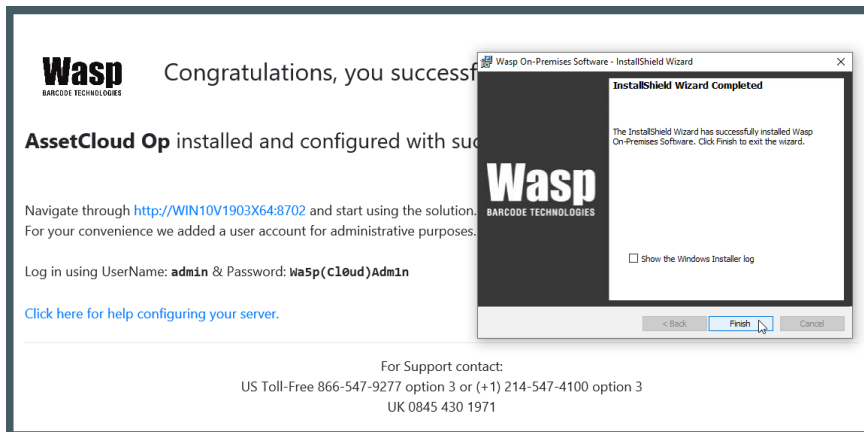 Wasp
BARCODE TECHNOLOGIES
Congratulations, you successf
AssetCloud Op installed and configured with suc
Navigate through http://WIN10V1903X64:8702 and start using the solution.
For your convenience we added a user account for administrative purposes.
Log in using UserName: admin & Password: Wa5p(Cl0ud)Adm1n
Click here for help configuring your server.
For Support contact:
US Toll-Free 866-547-9277 option 3 or (+1) 214-547-4100 option 3
UK 0845 430 1971
Wasp On-Premises Software - InstallShield Wizard
InstallShield Wizard Completed
The InstallShield Wizard has successfully installed Wasp
On-Premises Software. Click Finish to exit the wizard.
Wasp
BARCODE TECHNOLOGIES
Show the Windows Installer log
< Back Finish Cancel